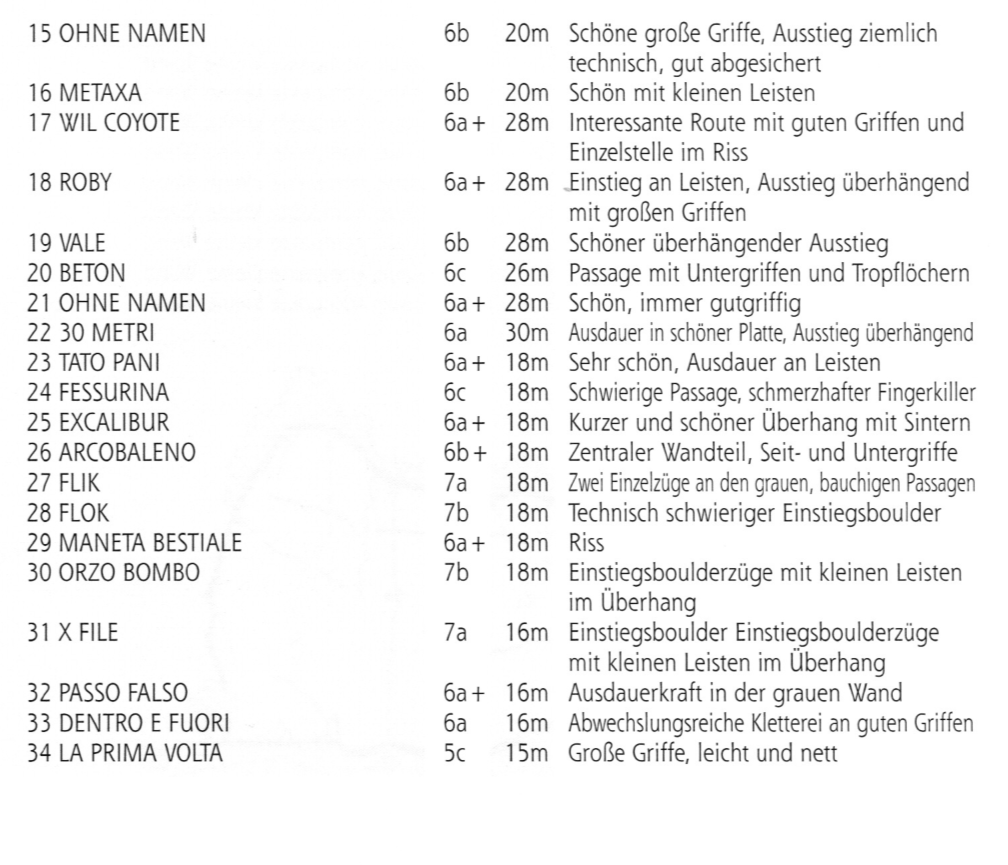 15 OHNE NAMEN 6b 20m Schöne große Griffe, Ausstieg ziemlich
technisch, gut abgesichert
16 METAXA 6b 20m Schön mit kleinen Leisten
17 WIL COYOTE 6a+ 28m Interessante Route mit guten Griffen und
Einzelstelle im Riss
18 ROBY 6a+ 28m Einstieg an Leisten, Ausstieg überhängend
mit großen Griffen
19 VALE 6b 28m Schöner überhängender Ausstieg
20 BETON 6c 26m Passage mit Untergriffen und Tropflöchern
21 OHNE NAMEN 6a+ 28m Schön, immer gutgriffig
22 30 METRI 6a 30m Ausdauer in schöner Platte, Ausstieg überhängend
23 TATO PANI 6a+ 18m Sehr schön, Ausdauer an Leisten
24 FESSURINA 6c 18m Schwierige Passage, schmerzhafter Fingerkiller
25 EXCALIBUR 6a+ 18m Kurzer und schöner Überhang mit Sintern
26 ARCOBALENO 6b+ 18m Zentraler Wandteil, Seit- und Untergriffe
27 FLIK 7a 18m Zwei Einzelzüge an den grauen, bauchigen Passagen
28 FLOK 7b 18m Technisch schwieriger Einstiegsboulder
29 MANETA BESTIALE 6a+ 18m Riss
30 ORZO BOMBO 7b 18m Einstiegsboulderzüge mit kleinen Leisten
im Überhang
31 X FILE 7a 16m Einstiegsboulder Einstiegsboulderzüge
mit kleinen Leisten im Überhang
32 PASSO FALSO 6a+ 16m Ausdauerkraft in der grauen Wand
33 DENTRO E FUORI 6a 16m Abwechslungsreiche Kletterei an guten Griffen
34 LA PRIMA VOLTA 5c 15m Große Griffe, leicht und nett